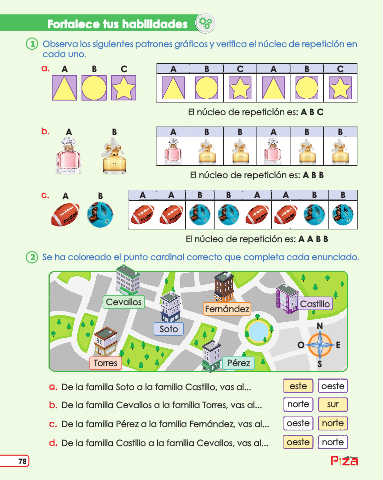 Fortalece tus habilidades
1 Observa los siguientes patrones gráficos y verifica el núcleo de repetición en
cada uno.
a. A B C A B C A B C
El núcleo de repetición es: A B C
b. A B A B B A B B
El núcleo de repetición es: A B B
c. A B A A B B A A B B
El núcleo de repetición es: A A B B
2 Se ha coloreado el punto cardinal correcto que completa cada enunciado.
Cevallos
Fernández
Castillo
Soto
N
O E
S
Torres
Pérez
a. De la familia Soto a la familia Castillo, vas al... este oeste
b. De la familia Cevallos a la familia Torres, vas al... norte sur
c. De la familia Pérez a la familia Fernández, vas al... oeste norte
d. De la familia Castillo a la familia Cevallos, vas al... oeste norte
78